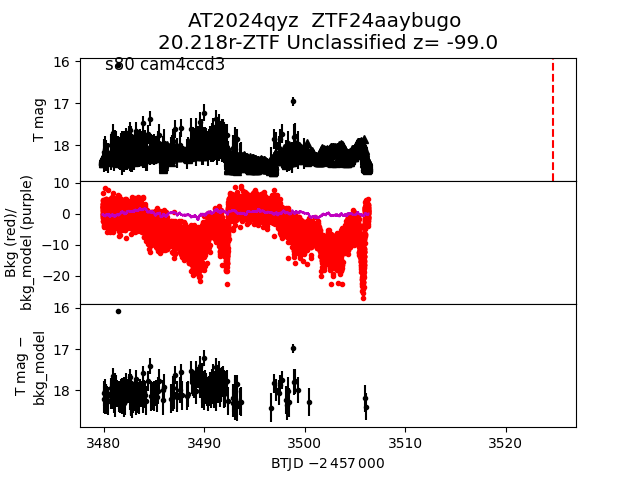 AT2024qyz  ZTF24aaybugo
20.218r-ZTF Unclassified z= -99.0
s80 cam4ccd3
16
17
18
T mag
10
0
−10
−20
Bkg (red)/
bkg_model (purple)
16
17
18
T mag −
bkg_model
3480 3490 3500 3510 3520
BTJD −2 457 000